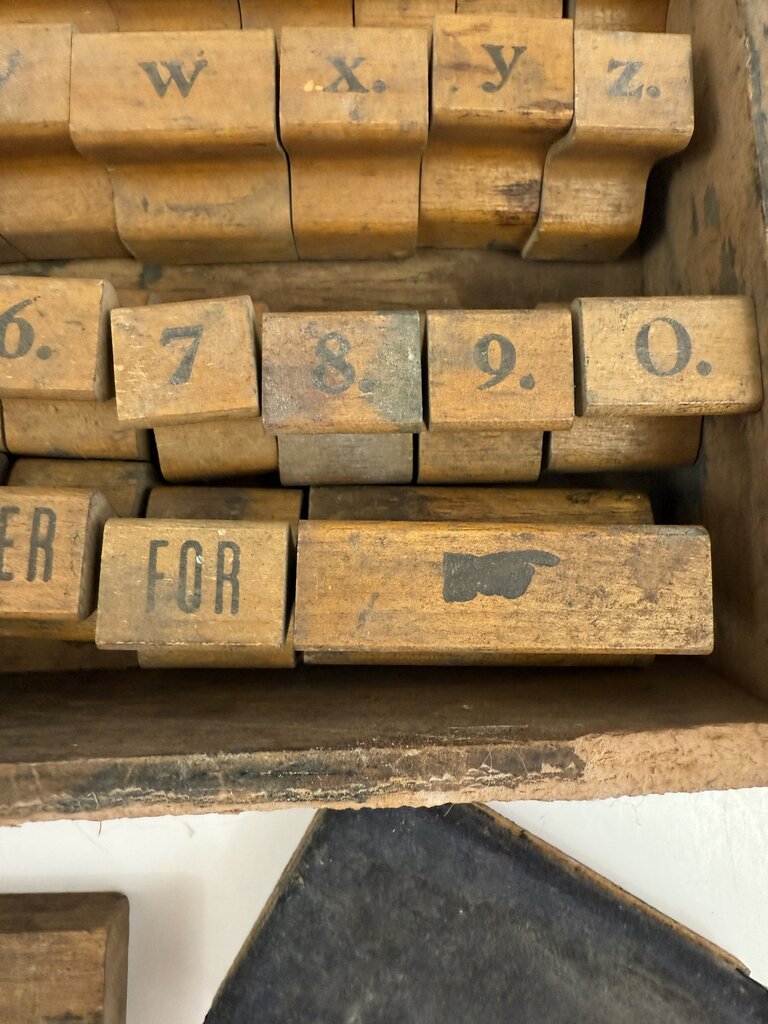 w x. y z.
6. 7 8. 9. 0.
ER FOR ☞